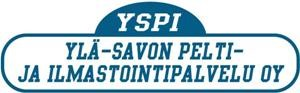 YSPI
YLÄ-SAVON PELTI-
JA ILMASTOINTIPALVELU OY